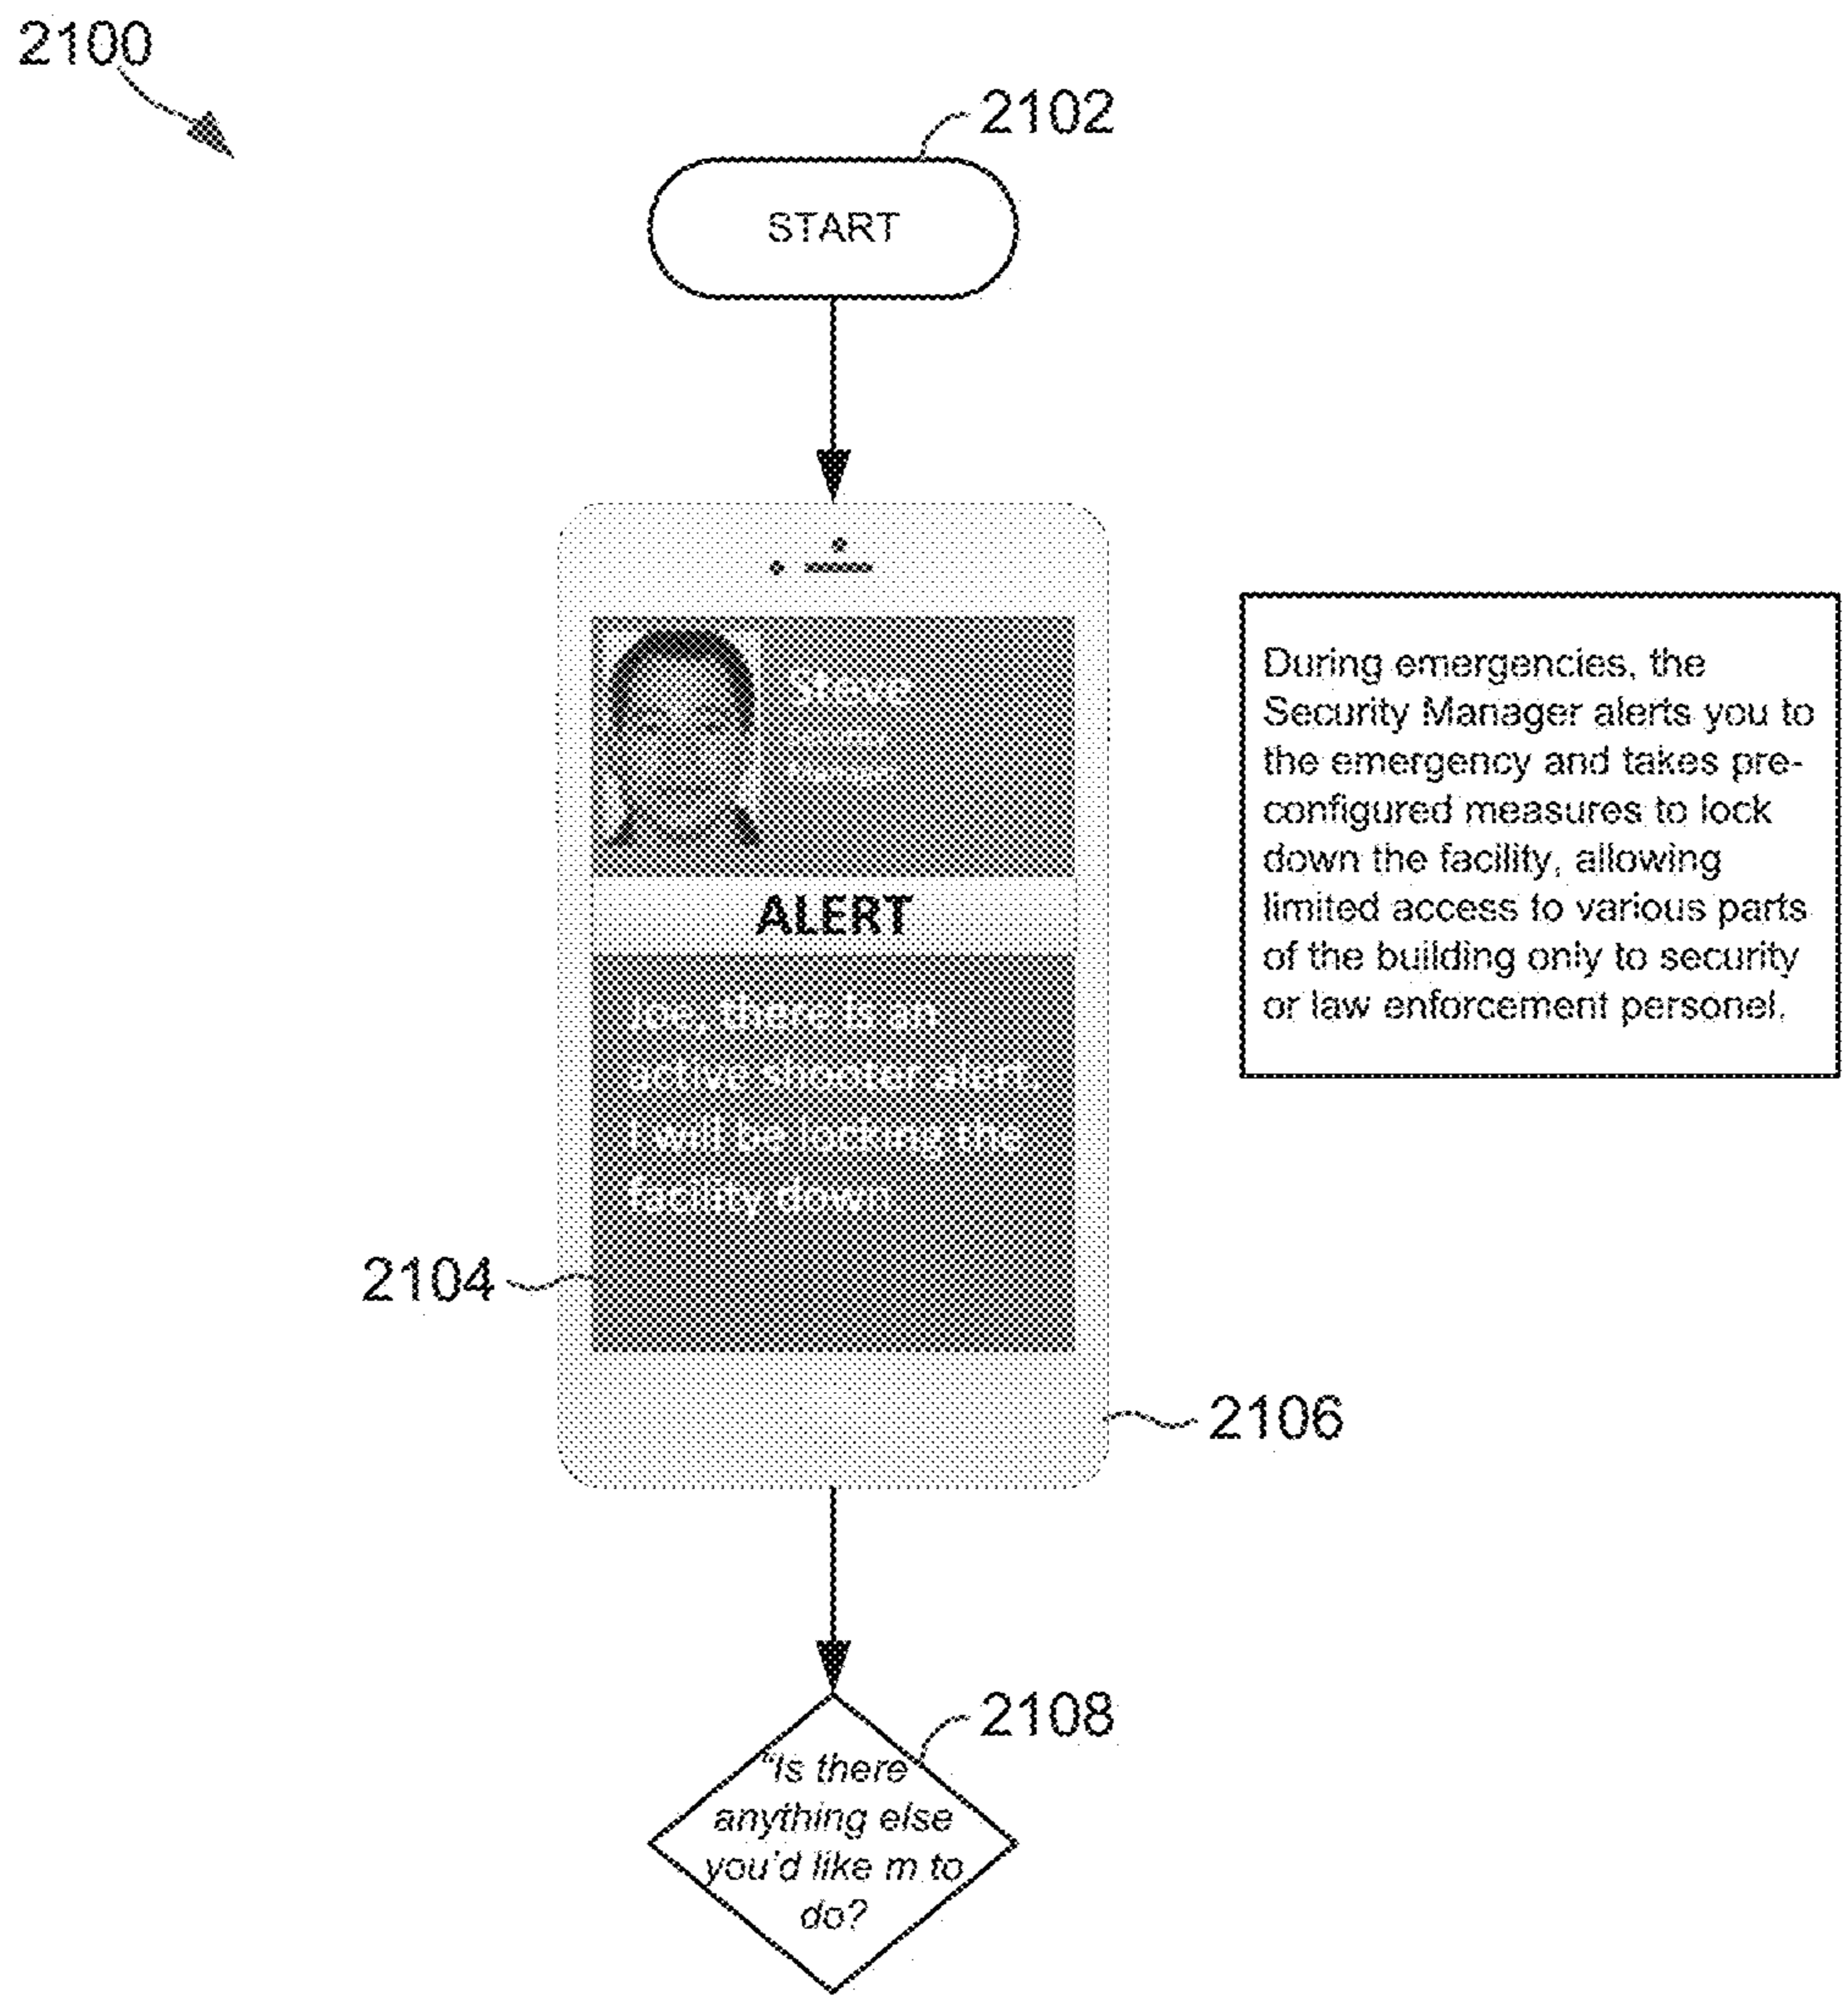 2100
2102
START
Steve
Security
Manager
ALERT
Joe, there is an
active shooter alert.
I will be locking the
facility down
2104
2106
During emergencies, the
Security Manager alerts you to
the emergency and takes pre-
configured measures to lock
down the facility, allowing
limited access to various parts
of the building only to security
or law enforcement personel.
2108
"Is there
anything else
you'd like m to
do?